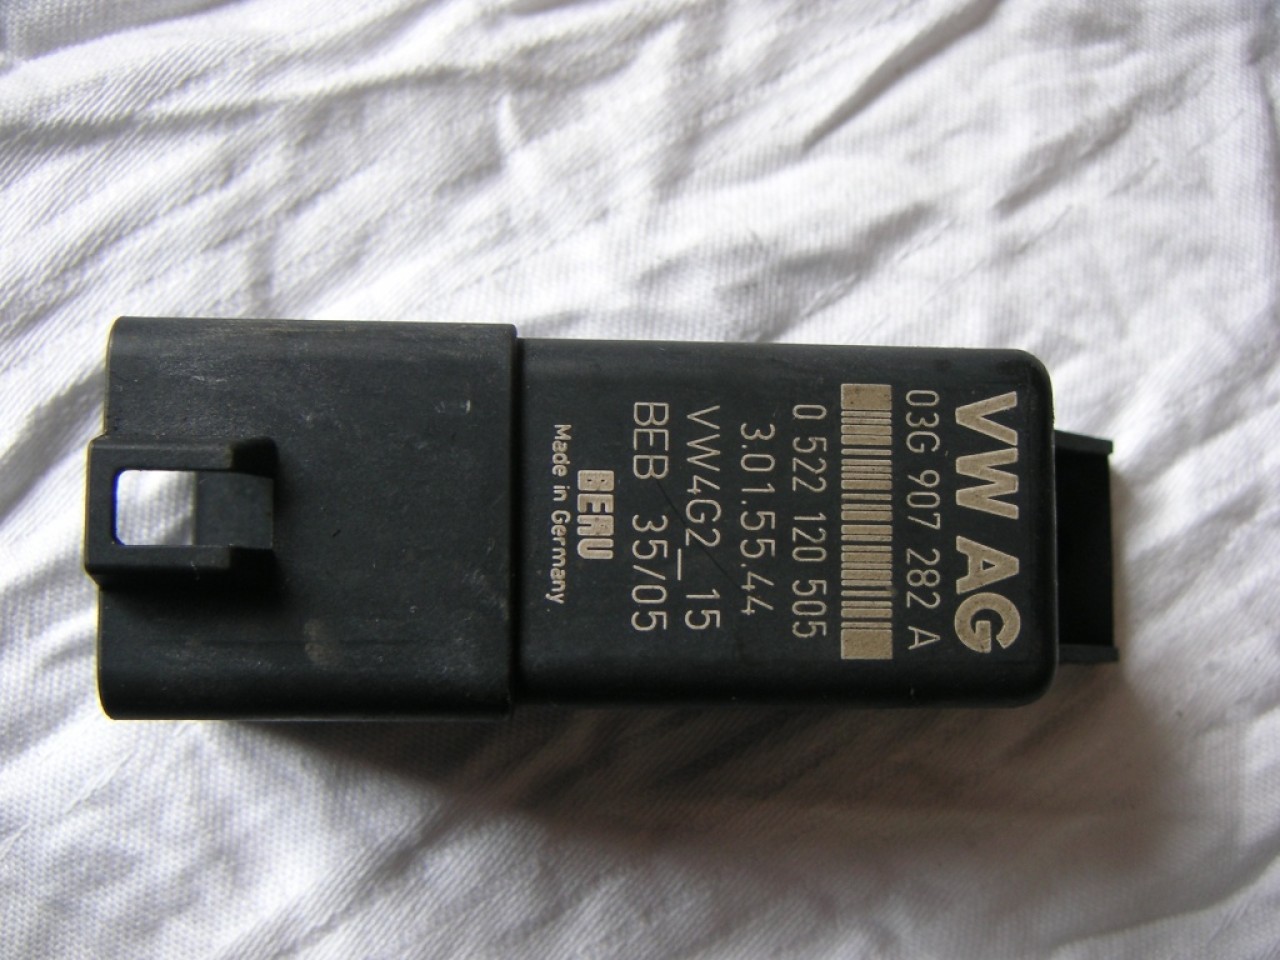 VW AG
03G 907 282 A
0 522 120 505
3.01.55.44
VW4G2_15
BEB 35/05
BERU
Made in Germany